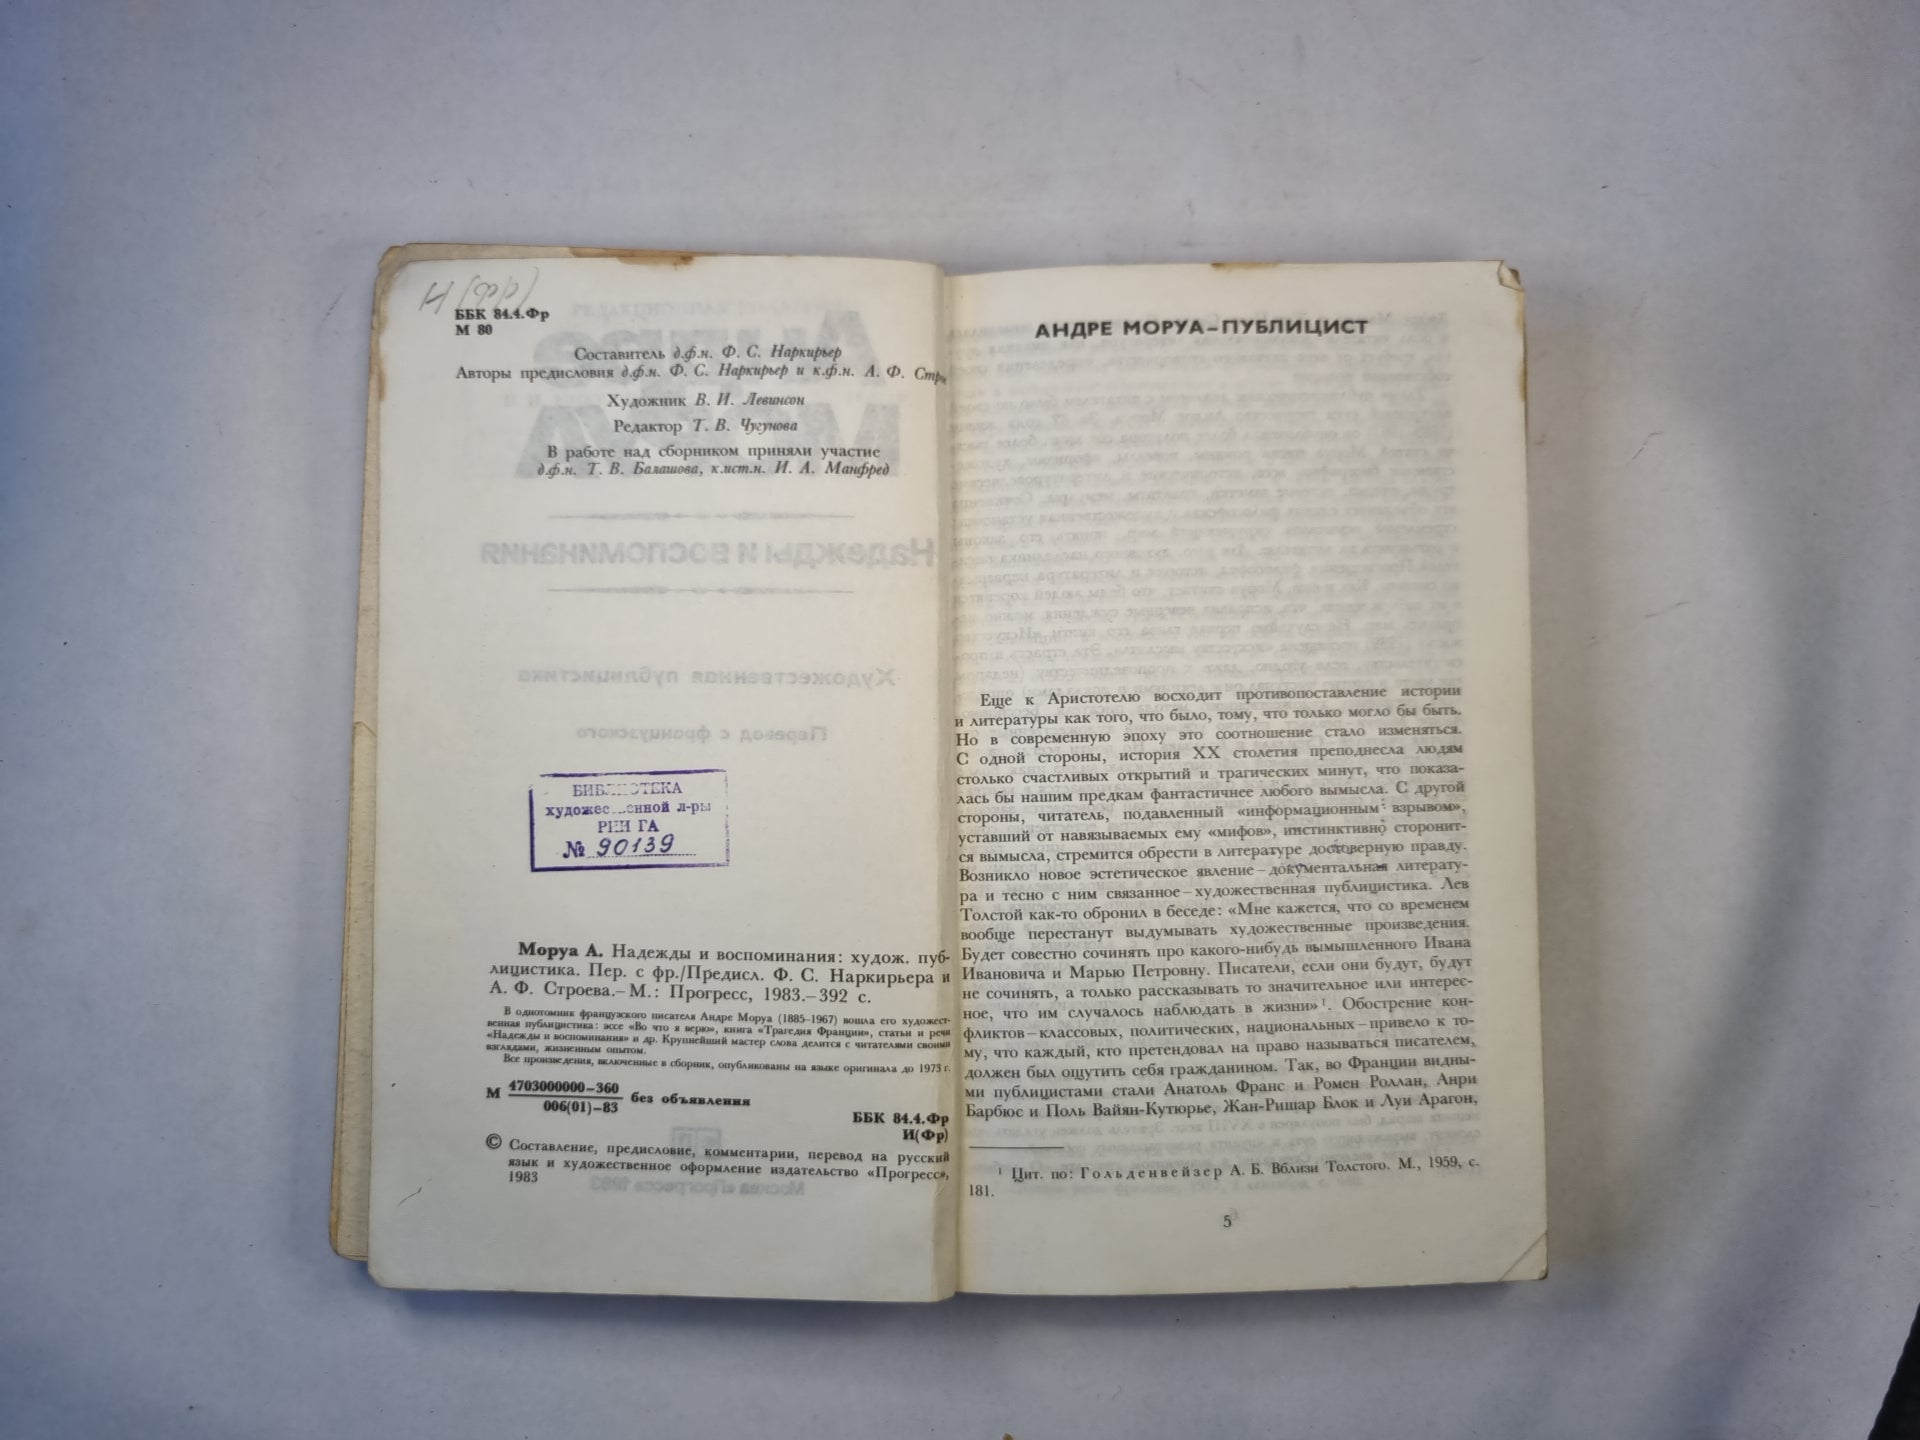 И (Фр)
ББК 84.4.Фр
М 80
Составитель д.ф.н. Ф. С. Наркирьер
Авторы предисловия д.ф.н. Ф. С. Наркирьер и к.ф.н. А. Ф.
Художник В. И. Левинсон
Редактор Т. В. Чугунова
В работе над сборником приняли участие
д.ф.н. Т. В. Балашова, к.ист.н. И. А. Манфред
БИБЛИОТЕКА
художественной л-ры
ГА
№ 90139
Моруа А. Надежды и воспоминания: худож. пуб-
лицистика. Пер. с фр./Предисл. Ф. С. Наркирьера и
А. Ф. Строева.–М.: Прогресс, 1983.–392 с.
В однотомник французского писателя Андре Моруа (1885–1967) вошла его художест-
венная публицистика: эссе «Во что я верю», книга «Трагедия Франции», статьи и речи
«Надежды и воспоминания» и др. Крупнейший мастер слова делится с читателями своими
взглядами, жизненным опытом.
Все произведения, включенные в сборник, опубликованы на языке оригинала до 1973 г.
М 4703000000–360
006(01)–83 без объявления
ББК 84.4.Фр
И(Фр)
© Составление, предисловие, комментарии, перевод на русский
язык и художественное оформление издательство «Прогресс»,
1983
АНДРЕ МОРУА–ПУБЛИЦИСТ
Еще к Аристотелю восходит противопоставление истории
и литературы как того, что было, тому, что только могло бы быть.
Но в современную эпоху это соотношение стало изменяться.
С одной стороны, история XX столетия преподнесла людям
столько счастливых открытий и трагических минут, что показа-
лась бы нашим предкам фантастичнее любого вымысла. С другой
стороны, читатель, подавленный «информационным взрывом»,
уставший от навязываемых ему «мифов», инстинктивно сторонит-
ся вымысла, стремится обрести в литературе достоверную правду.
Возникло новое эстетическое явление–документальная литерату-
ра и тесно с ним связанное–художественная публицистика. Лев
Толстой как-то обронил в беседе: «Мне кажется, что со временем
вообще перестанут выдумывать художественные произведения.
Будет совестно сочинять про какого-нибудь вымышленного Ивана
Ивановича и Марью Петровну. Писатели, если они будут, будут
не сочинять, а только рассказывать то значительное или интерес-
ное, что им случалось наблюдать в жизни»¹. Обострение кон-
фликтов–классовых, политических, национальных–привело к то-
му, что каждый, кто претендовал на право называться писателем,
должен был ощутить себя гражданином. Так, во Франции видны-
ми публицистами стали Анатоль Франс и Ромен Роллан, Анри
Барбюс и Поль Вайян-Кутюрье, Жан-Ришар Блок и Луи Арагон,
¹ Цит. по: Гольденвейзер А. Б. Вблизи Толстого. М., 1959, с.
181.
5